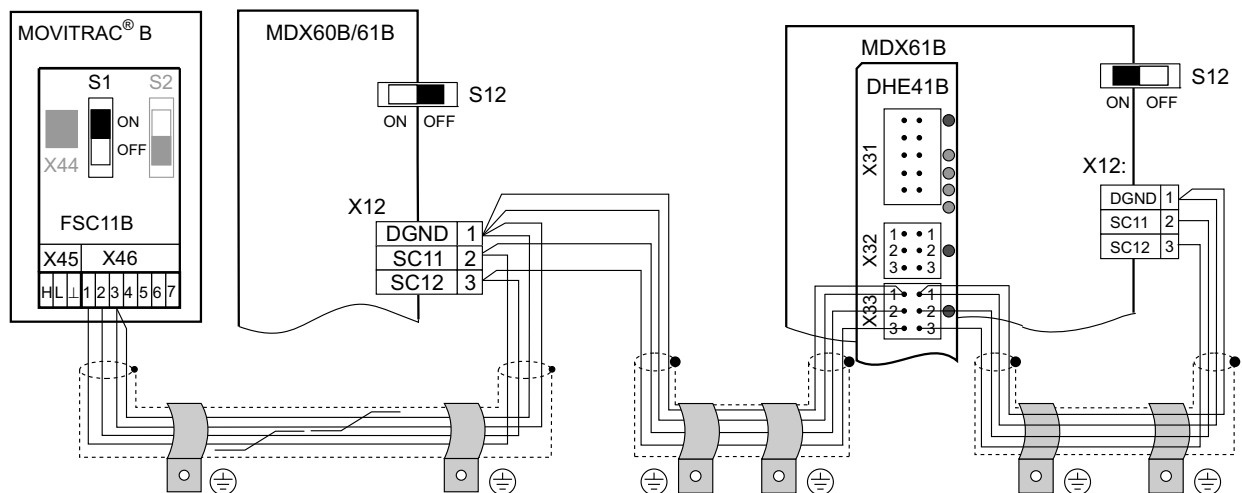 MOVITRAC® B
S1
S2
ON
OFF
X44
FSC11B
X45
X46
H L ⊥ 1 2 3 4 5 6 7
MDX60B/61B
S12
ON OFF
X12
DGND 1
SC11 2
SC12 3
MDX61B
DHE41B
X31
X32
1 1
2 2
3 3
X33
1 1
2 2
3 3
S12
ON OFF
X12:
DGND 1
SC11 2
SC12 3